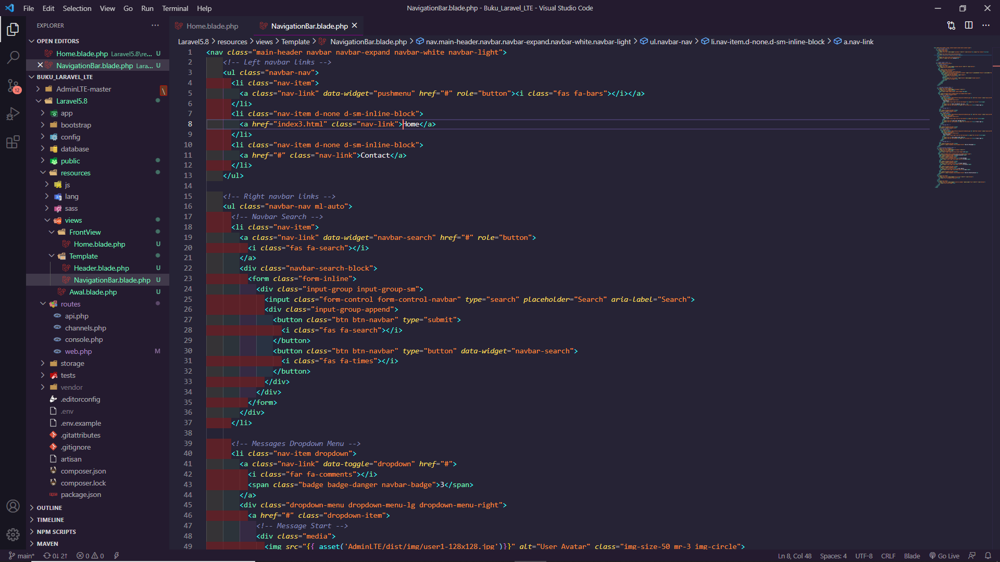 File Edit Selection View Go Run Terminal Help
NavigationBar.blade.php - Buku_Laravel_LTE - Visual Studio Code
EXPLORER
OPEN EDITORS
Home.blade.php Laravel5.8\re... U
NavigationBar.blade.php Lara... U
BUKU_LARAVEL_LTE
AdminLTE-master
\
Laravel5.8
app
bootstrap
config
database
public
resources
js
lang
sass
views
FrontView
Home.blade.php U
Template
Header.blade.php U
NavigationBar.blade.php U
Awal.blade.php U
routes
api.php
channels.php
console.php
web.php M
storage
tests
vendor
.editorconfig
.env
.env.example
.gitattributes
.gitignore
artisan
composer.json
composer.lock
package.json
OUTLINE
TIMELINE
NPM SCRIPTS
MAVEN
12
Home.blade.php NavigationBar.blade.php
Laravel5.8 > resources > views > Template > NavigationBar.blade.php > nav.main-header.navbar.navbar-expand.navbar-white.navbar-light > ul.navbar-nav > li.nav-item.d-none.d-sm-inline-block > a.nav-link
1 <nav class="main-header navbar navbar-expand navbar-white navbar-light">
2 <!-- Left navbar links -->
3 <ul class="navbar-nav">
4 <li class="nav-item">
5 <a class="nav-link" data-widget="pushmenu" href="#" role="button"><i class="fas fa-bars"></i></a>
6 </li>
7 <li class="nav-item d-none d-sm-inline-block">
8 <a href="index3.html" class="nav-link">Home</a>
9 </li>
10 <li class="nav-item d-none d-sm-inline-block">
11 <a href="#" class="nav-link">Contact</a>
12 </li>
13 </ul>
14
15 <!-- Right navbar links -->
16 <ul class="navbar-nav ml-auto">
17 <!-- Navbar Search -->
18 <li class="nav-item">
19 <a class="nav-link" data-widget="navbar-search" href="#" role="button">
20 <i class="fas fa-search"></i>
21 </a>
22 <div class="navbar-search-block">
23 <form class="form-inline">
24 <div class="input-group input-group-sm">
25 <input class="form-control form-control-navbar" type="search" placeholder="Search" aria-label="Search">
26 <div class="input-group-append">
27 <button class="btn btn-navbar" type="submit">
28 <i class="fas fa-search"></i>
29 </button>
30 <button class="btn btn-navbar" type="button" data-widget="navbar-search">
31 <i class="fas fa-times"></i>
32 </button>
33 </div>
34 </div>
35 </form>
36 </div>
37 </li>
38
39 <!-- Messages Dropdown Menu -->
40 <li class="nav-item dropdown">
41 <a class="nav-link" data-toggle="dropdown" href="#">
42 <i class="far fa-comments"></i>
43 <span class="badge badge-danger navbar-badge">3</span>
44 </a>
45 <div class="dropdown-menu dropdown-menu-lg dropdown-menu-right">
46 <a href="#" class="dropdown-item">
47 <!-- Message Start -->
48 <div class="media">
49 <img src="{{ asset('AdminLTE/dist/img/user1-128x128.jpg')}}" alt="User Avatar" class="img-size-50 mr-3 img-circle">
main* 0↓ 2↑ 0 0
Ln 8, Col 48 Spaces: 4 UTF-8 CRLF Blade Go Live